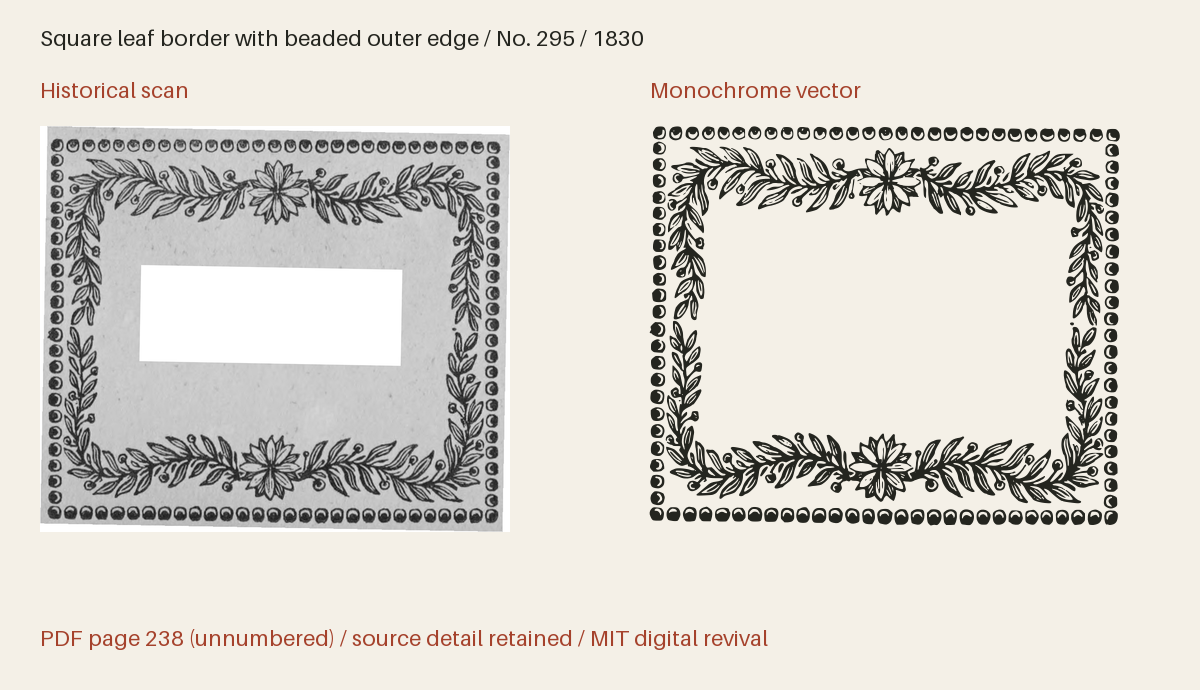 Square leaf border with beaded outer edge / No. 295 / 1830
Historical scan
Monochrome vector
PDF page 238 (unnumbered) / source detail retained / MIT digital revival